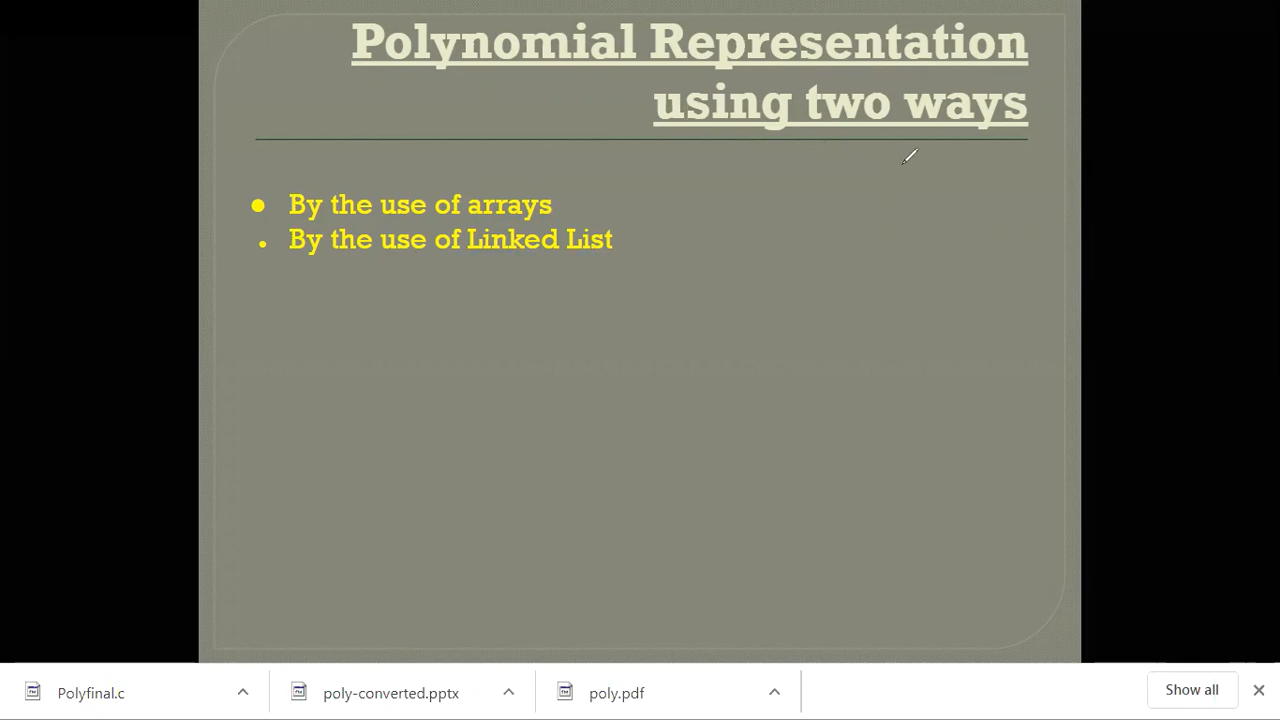 Polynomial Representation
using two ways
● By the use of arrays
● By the use of Linked List
Polyfinal.c
poly-converted.pptx
poly.pdf
Show all